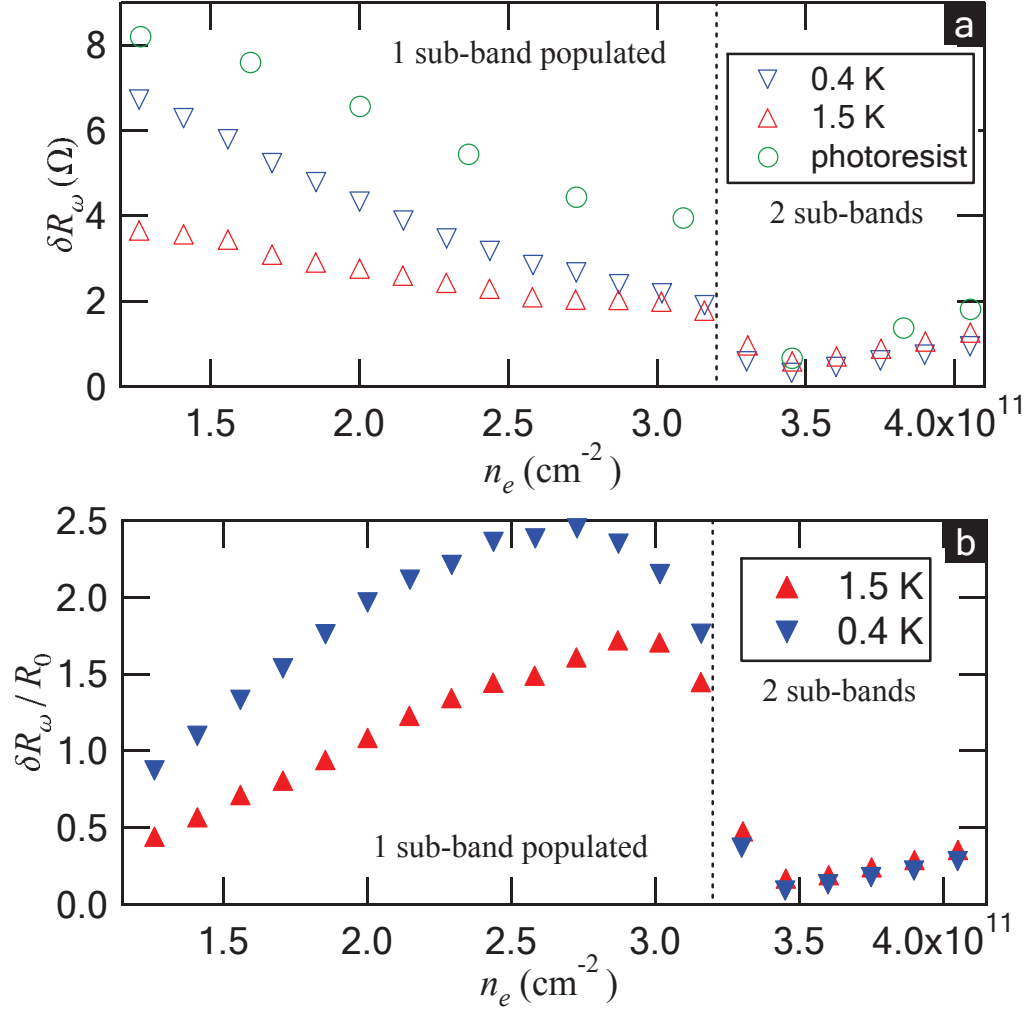 a
1 sub-band populated
0.4 K
1.5 K
photoresist
2 sub-bands
8
6
4
2
0
δR_ω (Ω)
1.5 2.0 2.5 3.0 3.5 4.0x10^11
n_e (cm^-2)
b
2.5
2.0
1.5
1.0
0.5
0.0
δR_ω / R_0
1.5 K
0.4 K
2 sub-bands
1 sub-band populated
1.5 2.0 2.5 3.0 3.5 4.0x10^11
n_e (cm^-2)